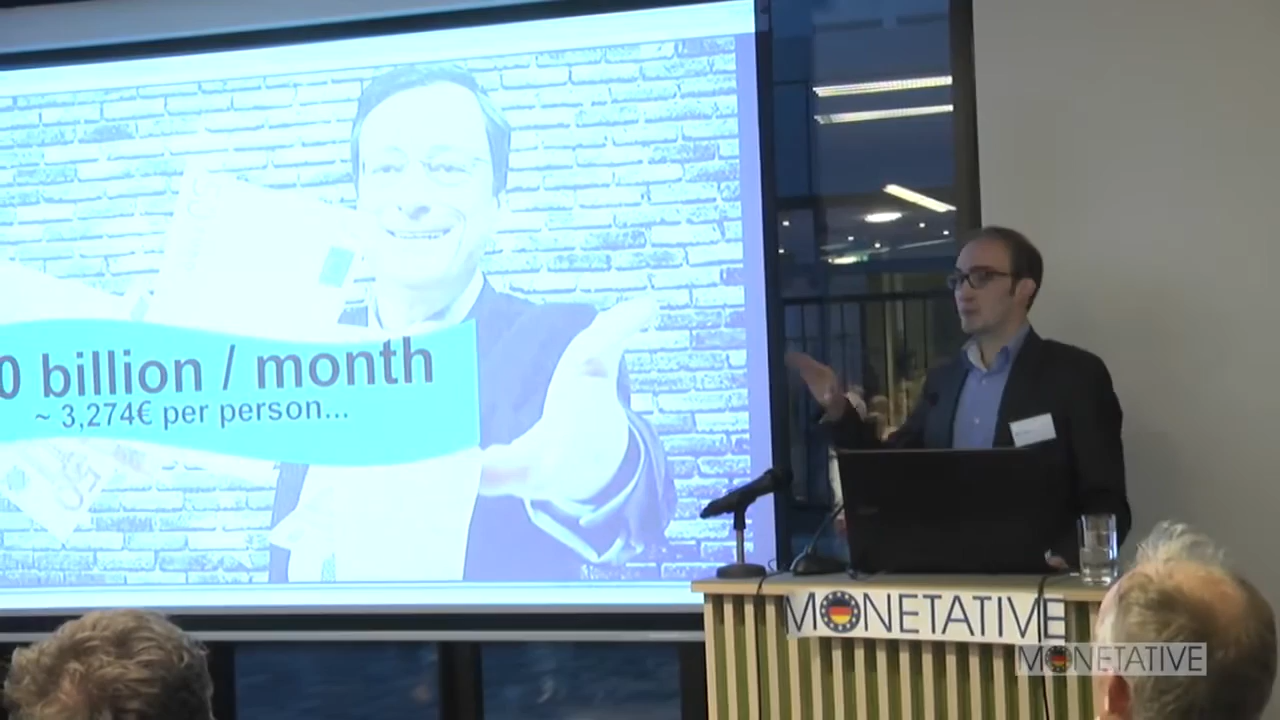 0 billion / month
~ 3,274€ per person...
MONETATIVE
MONETATIVE